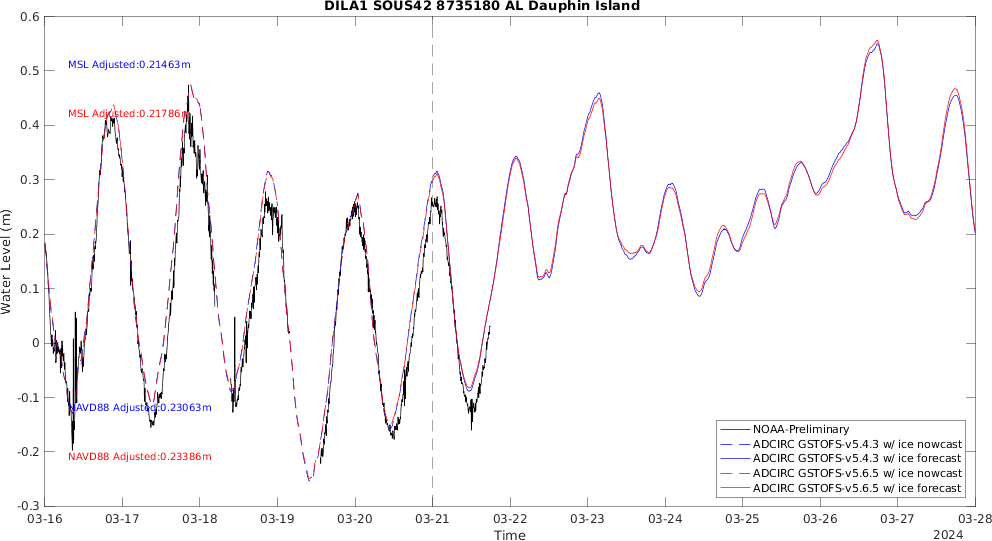 DILA1 SOUS42 8735180 AL Dauphin Island
0.6
0.5
0.4
0.3
0.2
0.1
0
-0.1
-0.2
-0.3
Water Level (m)
MSL Adjusted:0.21463m
MSL Adjusted:0.21786m
NAVD88 Adjusted:0.23063m
NAVD88 Adjusted:0.23386m
NOAA-Preliminary
ADCIRC GSTOFS-v5.4.3 w/ ice nowcast
ADCIRC GSTOFS-v5.4.3 w/ ice forecast
ADCIRC GSTOFS-v5.6.5 w/ ice nowcast
ADCIRC GSTOFS-v5.6.5 w/ ice forecast
03-16 03-17 03-18 03-19 03-20 03-21 03-22 03-23 03-24 03-25 03-26 03-27 03-28
Time
2024